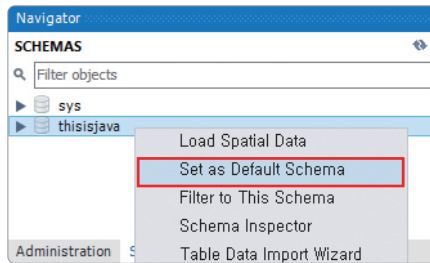 Navigator
SCHEMAS
Filter objects
sys
thisisjava
Load Spatial Data
Set as Default Schema
Filter to This Schema
Schema Inspector
Administration
Table Data Import Wizard